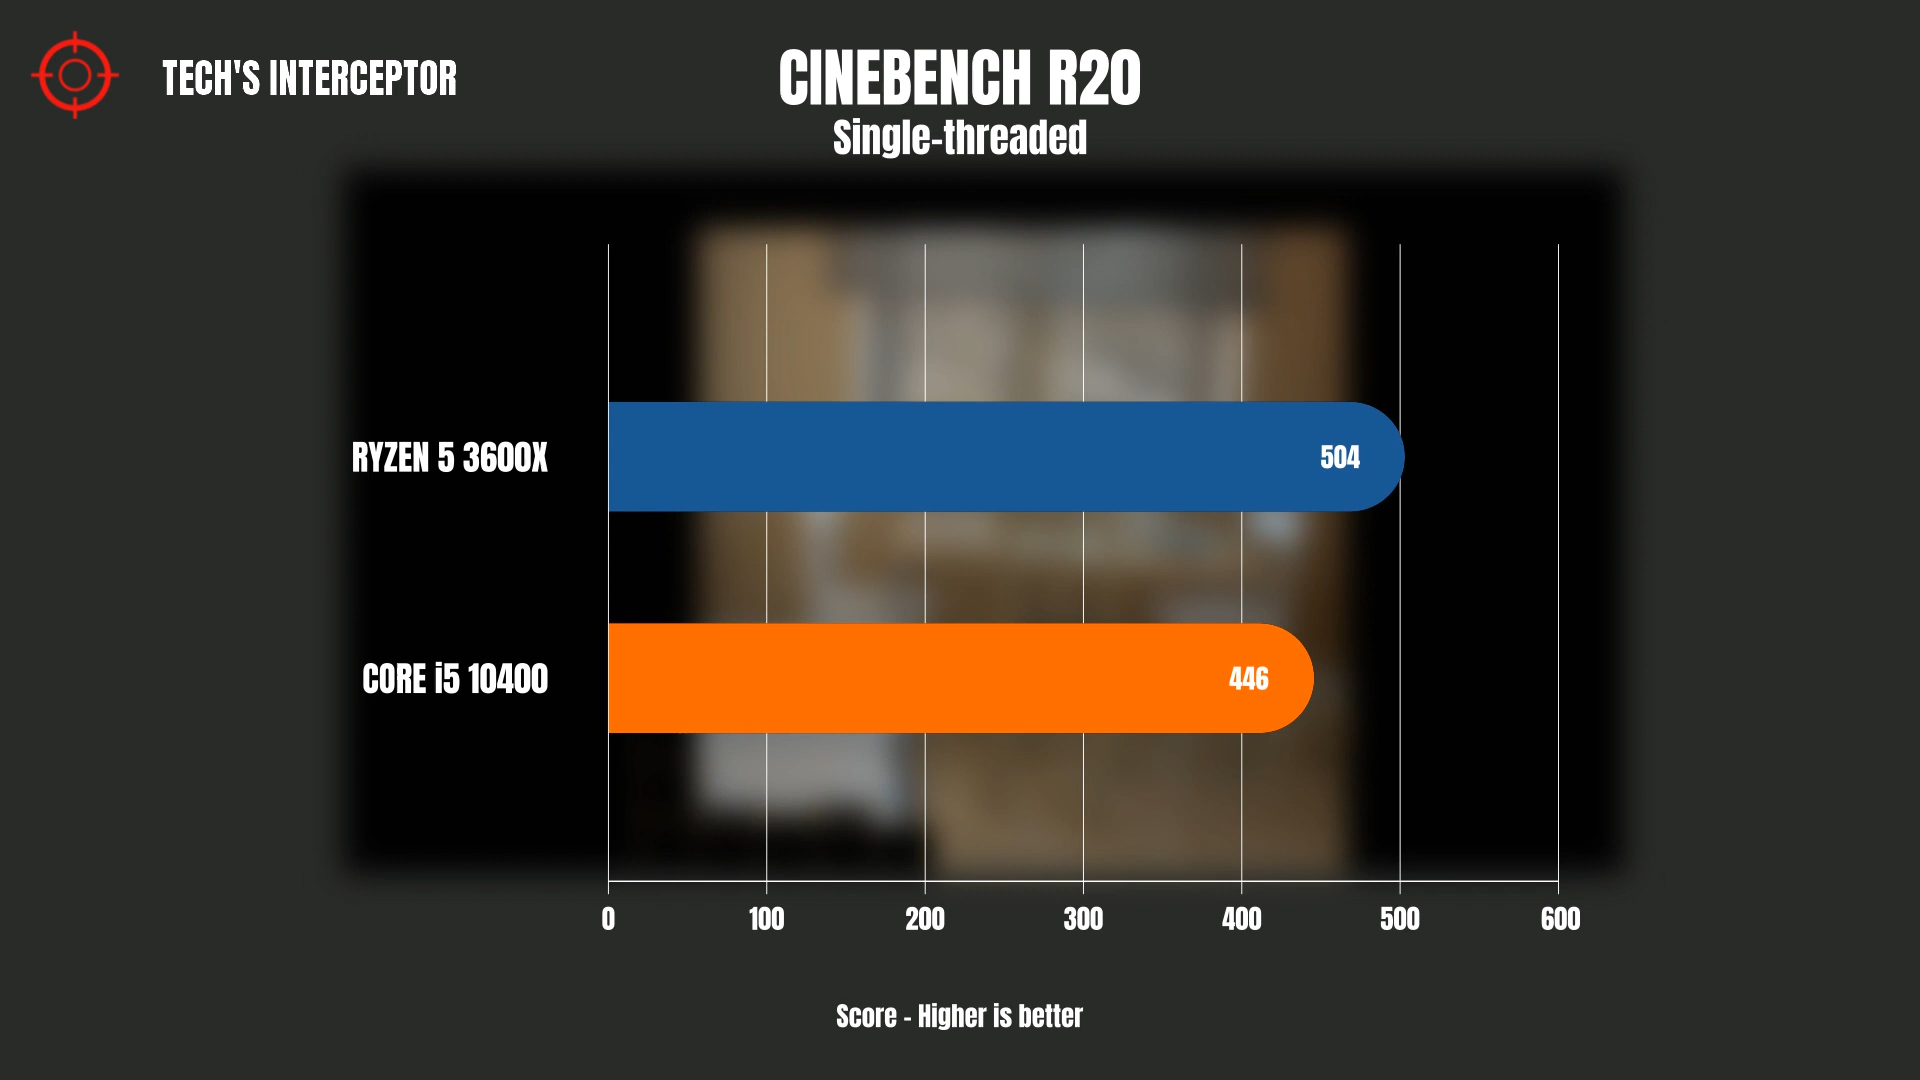 TECH'S INTERCEPTOR
CINEBENCH R20
Single-threaded
RYZEN 5 3600X
504
CORE i5 10400
446
0 100 200 300 400 500 600
Score - Higher is better